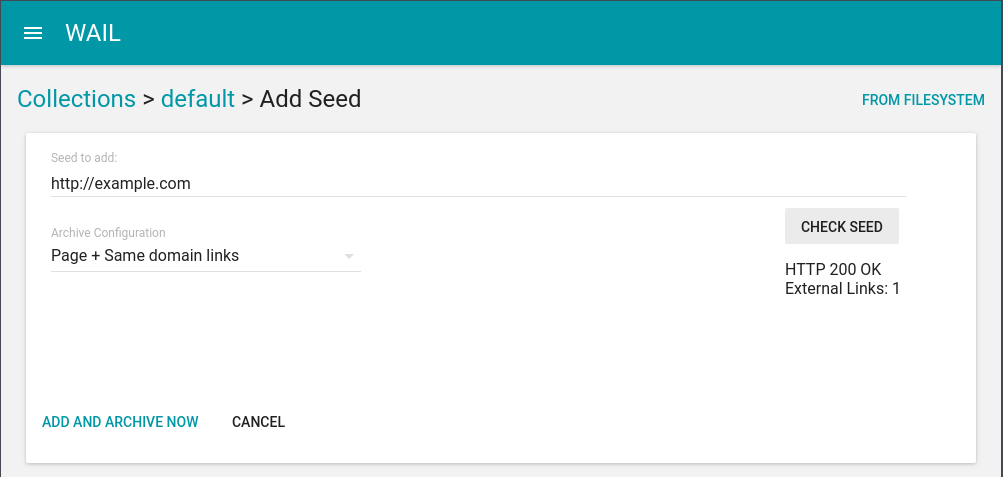 WAIL
Collections > default > Add Seed
FROM FILESYSTEM
Seed to add:
http://example.com
Archive Configuration
Page + Same domain links
CHECK SEED
HTTP 200 OK
External Links: 1
ADD AND ARCHIVE NOW
CANCEL